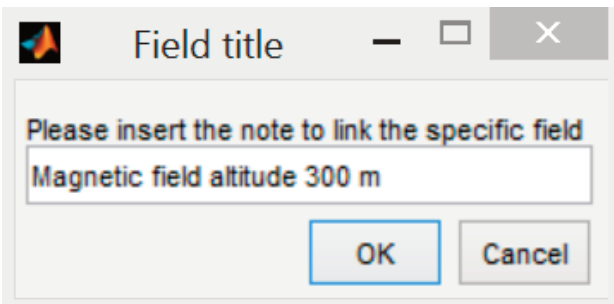 Field title
Please insert the note to link the specific field
Magnetic field altitude 300 m
OK Cancel